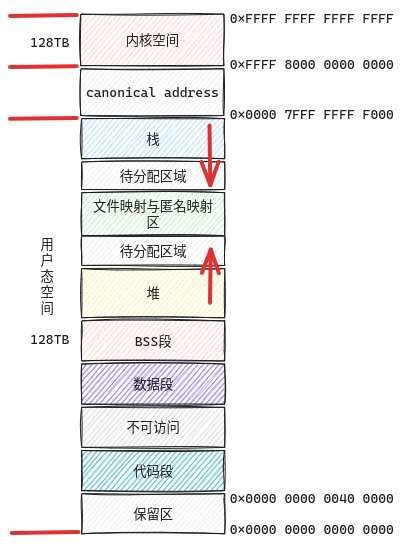 0×FFFF FFFF FFFF FFFF
128TB
内核空间
0×FFFF 8000 0000 0000
canonical address
0×0000 7FFF FFFF F000
栈
待分配区域
文件映射与匿名映射
区
待分配区域
用
户
态
空
间
堆
128TB
BSS段
数据段
不可访问
代码段
0×0000 0000 0040 0000
保留区
0×0000 0000 0000 0000